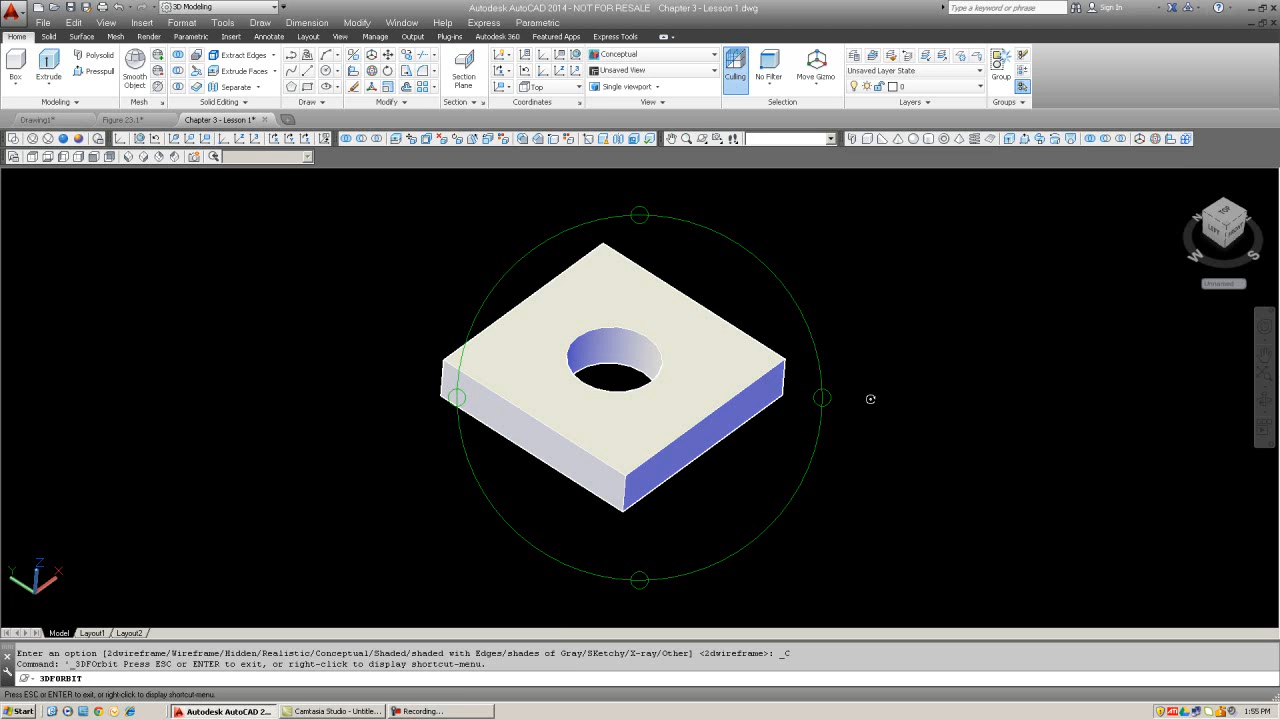 3D Modeling
Autodesk AutoCAD 2014 - NOT FOR RESALE Chapter 3 - Lesson 1.dwg
Type a keyword or phrase
Sign In
File Edit View Insert Format Tools Draw Dimension Modify Window Help Express Parametric
Home Solid Surface Mesh Render Parametric Insert Annotate Layout View Manage Output Plug-ins Autodesk 360 Featured Apps Express Tools
Polysolid Extract Edges Conceptual
Presspull Extrude Faces Unsaved View Unsaved Layer State
Box Extrude Smooth Object Separate Section Plane Top Single viewport Culling No Filter Move Gizmo 0 Group
Modeling Mesh Solid Editing Draw Modify Section Coordinates View Selection Layers Groups
Drawing1* Figure 23.1* Chapter 3 - Lesson 1*
TOP
LEFT
N
W S
Unnamed
Z
Y X
Model Layout1 Layout2
Enter an option [2dwireframe/Wireframe/Hidden/Realistic/Conceptual/Shaded/shaded with Edges/shades of Gray/SKetchy/X-ray/Other] <2dwireframe>: _C
Command: '_3DFOrbit Press ESC or ENTER to exit, or right-click to display shortcut-menu.
3DFORBIT
Press ESC or ENTER to exit, or right-click to display shortcut-menu.
Start Autodesk AutoCAD 2... Camtasia Studio - Untitle... Recording... 1:55 PM